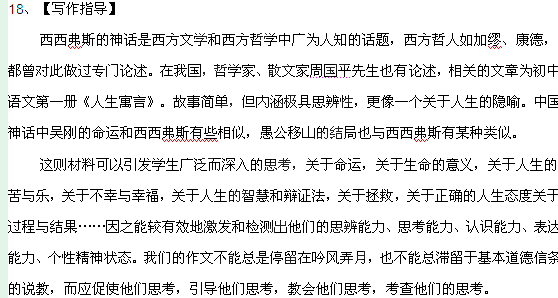 18、【写作指导】
西西弗斯的神话是西方文学和西方哲学中广为人知的话题，西方哲人如加缪、康德，
都曾对此做过专门论述。在我国，哲学家、散文家周国平先生也有论述，相关的文章为初中
语文第一册《人生寓言》。故事简单，但内涵极具思辨性，更像一个关于人生的隐喻。中国
神话中吴刚的命运和西西弗斯有些相似，愚公移山的结局也与西西弗斯有某种类似。
这则材料可以引发学生广泛而深入的思考，关于命运，关于生命的意义，关于人生的
苦与乐，关于不幸与幸福，关于人生的智慧和辩证法，关于拯救，关于正确的人生态度关于
过程与结果……因之能较有效地激发和检测出他们的思辨能力、思考能力、认识能力、表达
能力、个性精神状态。我们的作文不能总是停留在吟风弄月，也不能总滞留于基本道德信条
的说教，而应促使他们思考，引导他们思考，教会他们思考，考查他们的思考。